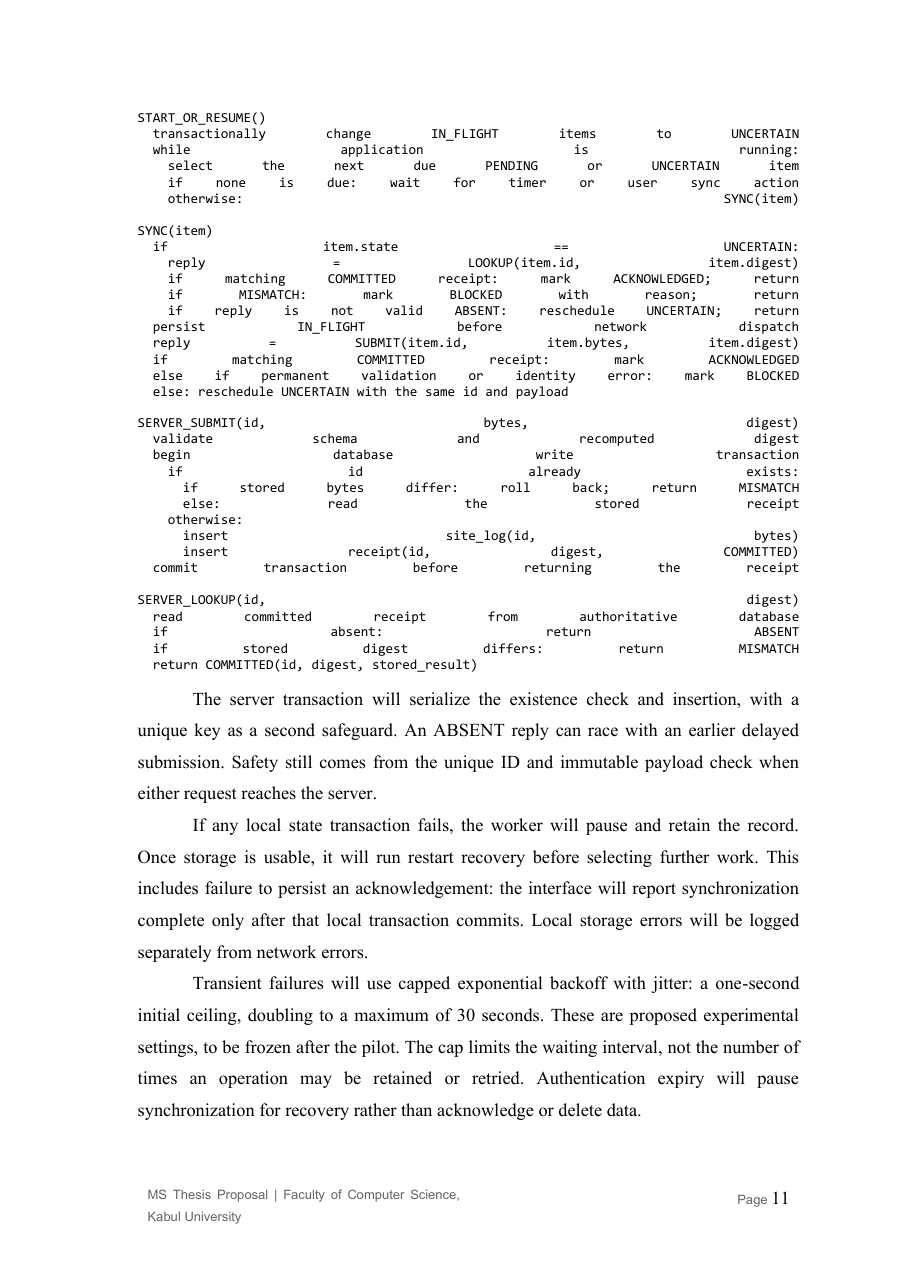 START_OR_RESUME()
transactionally change IN_FLIGHT items to UNCERTAIN
while application is running:
select the next due PENDING or UNCERTAIN item
if none is due: wait for timer or user sync action
otherwise: SYNC(item)
SYNC(item)
if item.state == UNCERTAIN:
reply = LOOKUP(item.id, item.digest)
if matching COMMITTED receipt: mark ACKNOWLEDGED; return
if MISMATCH: mark BLOCKED with reason; return
if reply is not valid ABSENT: reschedule UNCERTAIN; return
persist IN_FLIGHT before network dispatch
reply = SUBMIT(item.id, item.bytes, item.digest)
if matching COMMITTED receipt: mark ACKNOWLEDGED
else if permanent validation or identity error: mark BLOCKED
else: reschedule UNCERTAIN with the same id and payload
SERVER_SUBMIT(id, bytes, digest)
validate schema and recomputed digest
begin database write transaction
if id already exists:
if stored bytes differ: roll back; return MISMATCH
else: read the stored receipt
otherwise:
insert site_log(id, bytes)
insert receipt(id, digest, COMMITTED)
commit transaction before returning the receipt
SERVER_LOOKUP(id, digest)
read committed receipt from authoritative database
if absent: return ABSENT
if stored digest differs: return MISMATCH
return COMMITTED(id, digest, stored_result)
The server transaction will serialize the existence check and insertion, with a
unique key as a second safeguard. An ABSENT reply can race with an earlier delayed
submission. Safety still comes from the unique ID and immutable payload check when
either request reaches the server.
If any local state transaction fails, the worker will pause and retain the record.
Once storage is usable, it will run restart recovery before selecting further work. This
includes failure to persist an acknowledgement: the interface will report synchronization
complete only after that local transaction commits. Local storage errors will be logged
separately from network errors.
Transient failures will use capped exponential backoff with jitter: a one-second
initial ceiling, doubling to a maximum of 30 seconds. These are proposed experimental
settings, to be frozen after the pilot. The cap limits the waiting interval, not the number of
times an operation may be retained or retried. Authentication expiry will pause
synchronization for recovery rather than acknowledge or delete data.
MS Thesis Proposal | Faculty of Computer Science,
Kabul University
Page 11